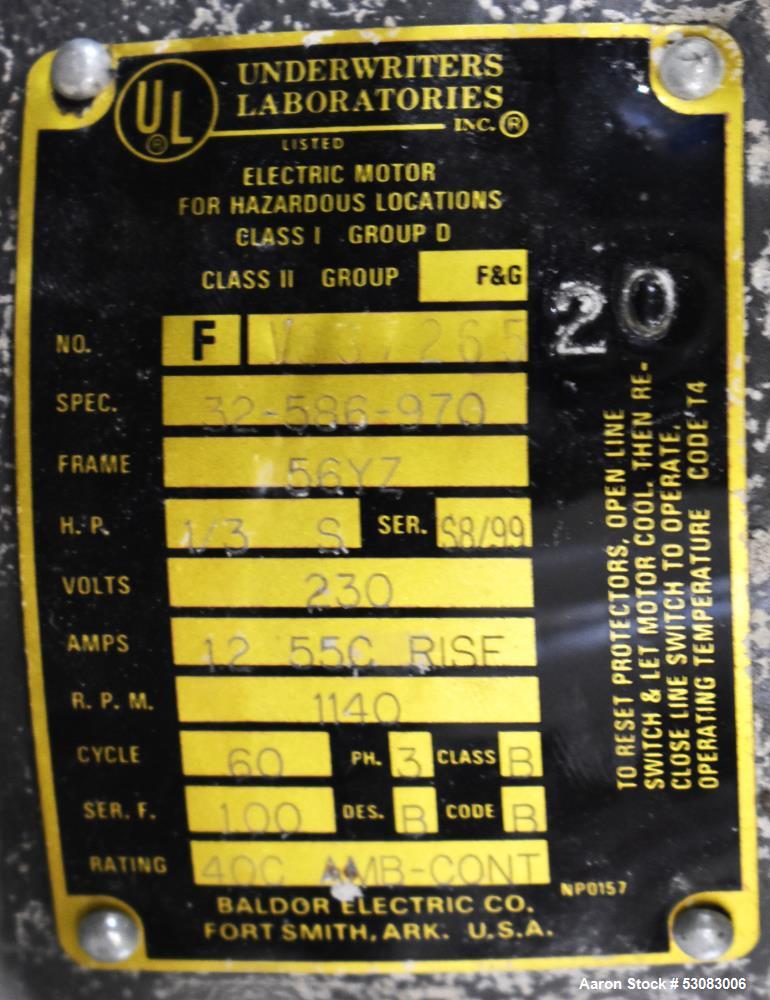 UL ®
UNDERWRITERS
LABORATORIES
INC.®
LISTED
ELECTRIC MOTOR
FOR HAZARDOUS LOCATIONS
CLASS I GROUP D
CLASS II GROUP F&G
20
NO. F
SPEC. 32-586-970
FRAME 56YZ
H.P. 1/3 S SER. S8/99
VOLTS 230
AMPS 12 55C RISE
R.P.M. 1140
CYCLE 60 PH. 3 CLASS B
SER.F. 100 DES. B CODE B
RATING 40C AMB-CONT
NP0157
BALDOR ELECTRIC CO.
FORT SMITH, ARK. U.S.A.
TO RESET PROTECTORS, OPEN LINE
SWITCH & LET MOTOR COOL. THEN RE-
CLOSE LINE SWITCH TO OPERATE.
OPERATING TEMPERATURE CODE T4
Aaron Stock # 53083006